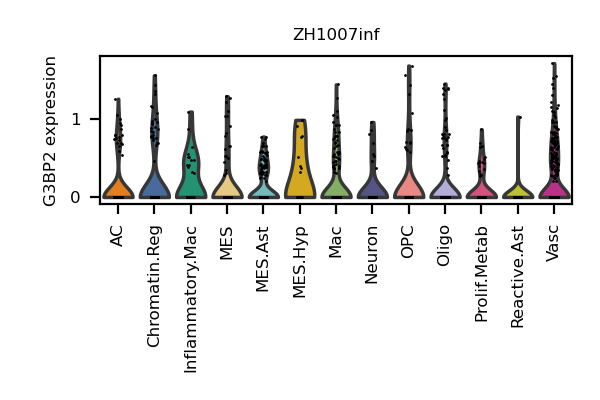 ZH1007inf
G3BP2 expression
1
0
AC
Chromatin.Reg
Inflammatory.Mac
MES
MES.Ast
MES.Hyp
Mac
Neuron
OPC
Oligo
Prolif.Metab
Reactive.Ast
Vasc